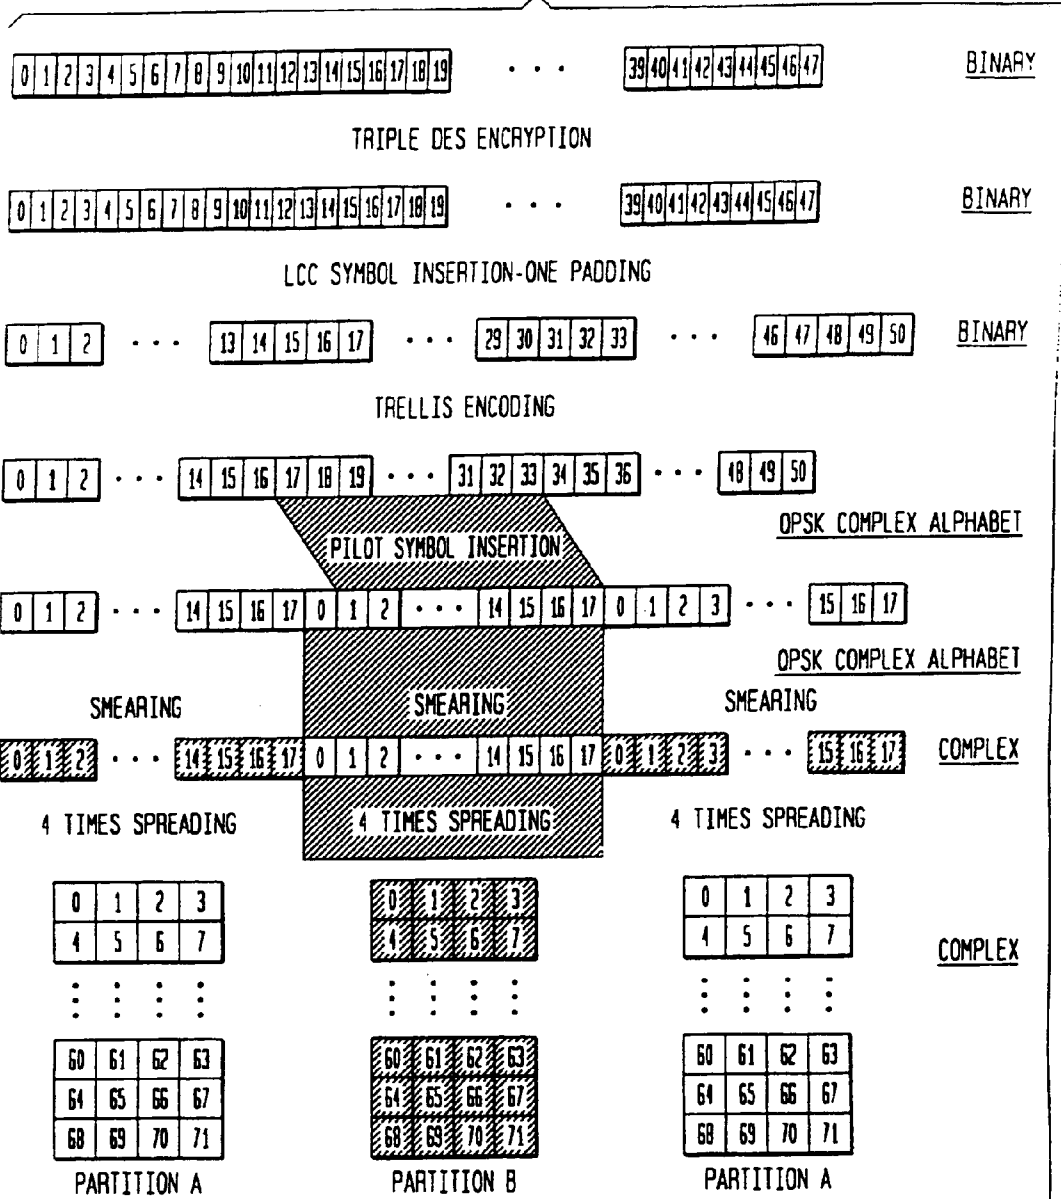 0 1 2 3 4 5 6 7 8 9 10 11 12 13 14 15 16 17 18 19 · · · 39 40 41 42 43 44 45 46 47 BINARY
TRIPLE DES ENCRYPTION
0 1 2 3 4 5 6 7 8 9 10 11 12 13 14 15 16 17 18 19 · · · 39 40 41 42 43 44 45 46 47 BINARY
LCC SYMBOL INSERTION-ONE PADDING
0 1 2 · · · 13 14 15 16 17 · · · 29 30 31 32 33 · · · 46 47 48 49 50 BINARY
TRELLIS ENCODING
0 1 2 · · · 14 15 16 17 18 19 · · · 31 32 33 34 35 36 · · · 48 49 50
OPSK COMPLEX ALPHABET
PILOT SYMBOL INSERTION
0 1 2 · · · 14 15 16 17 0 1 2 · · · 14 15 16 17 0 1 2 3 · · · 15 16 17
OPSK COMPLEX ALPHABET
SMEARING SMEARING SMEARING
0 1 2 · · · 14 15 16 17 0 1 2 · · · 14 15 16 17 0 1 2 3 · · · 15 16 17 COMPLEX
4 TIMES SPREADING 4 TIMES SPREADING 4 TIMES SPREADING
0 1 2 3 0 1 2 3 0 1 2 3
4 5 6 7 4 5 6 7 4 5 6 7
COMPLEX
60 61 62 63 60 61 62 63 60 61 62 63
64 65 66 67 64 65 66 67 64 65 66 67
68 69 70 71 68 69 70 71 68 69 70 71
PARTITION A PARTITION B PARTITION A